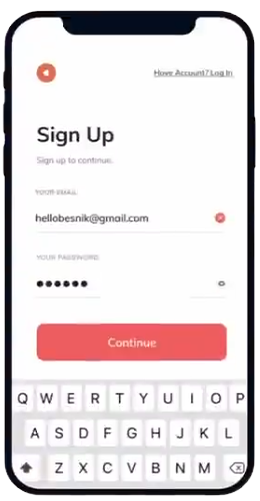 Have Account? Log In
Sign Up
Sign up to continue.
YOUR EMAIL
hellobesnik@gmail.com
YOUR PASSWORD
Continue
Q W E R T Y U I O P
A S D F G H J K L
Z X C V B N M